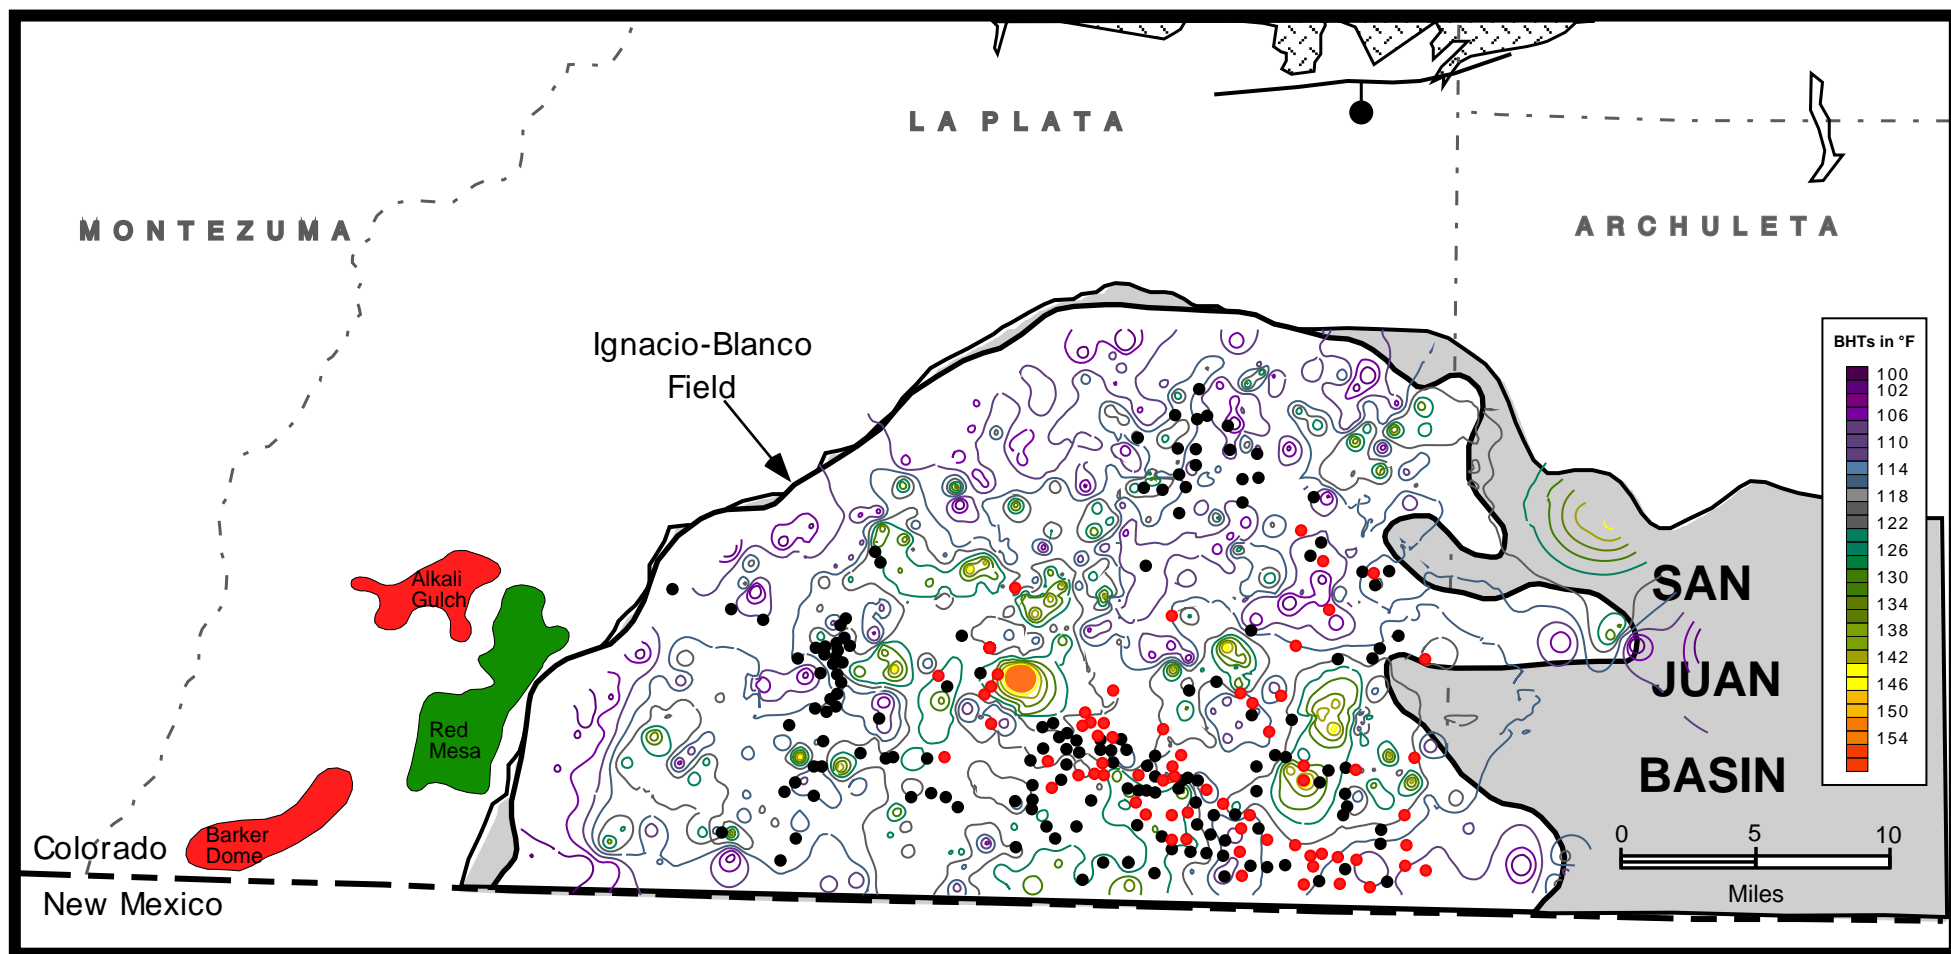 LA PLATA
MONTEZUMA
ARCHULETA
Ignacio-Blanco
Field
BHTs in °F
100
102
106
110
114
118
122
126
130
134
138
142
146
150
154
Alkali
Gulch
Red
Mesa
Barker
Dome
SAN
JUAN
BASIN
Colorado
New Mexico
0 5 10
Miles